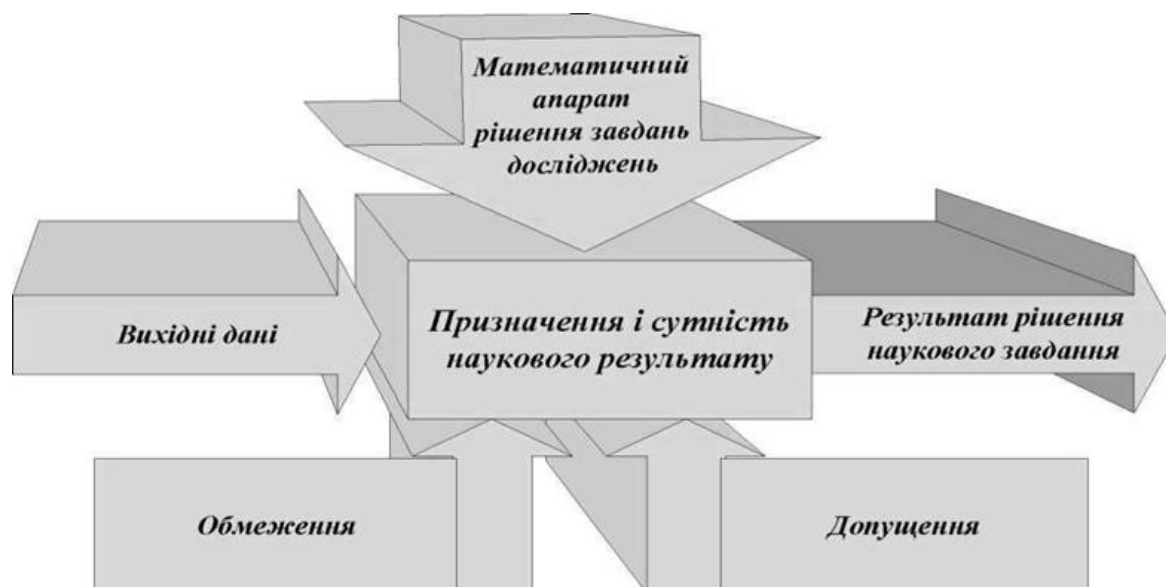 Математичний
апарат
рішення завдань
досліджень
Вихідні дані
Призначення і сутність
наукового результату
Результат рішення
наукового завдання
Обмеження
Допущення